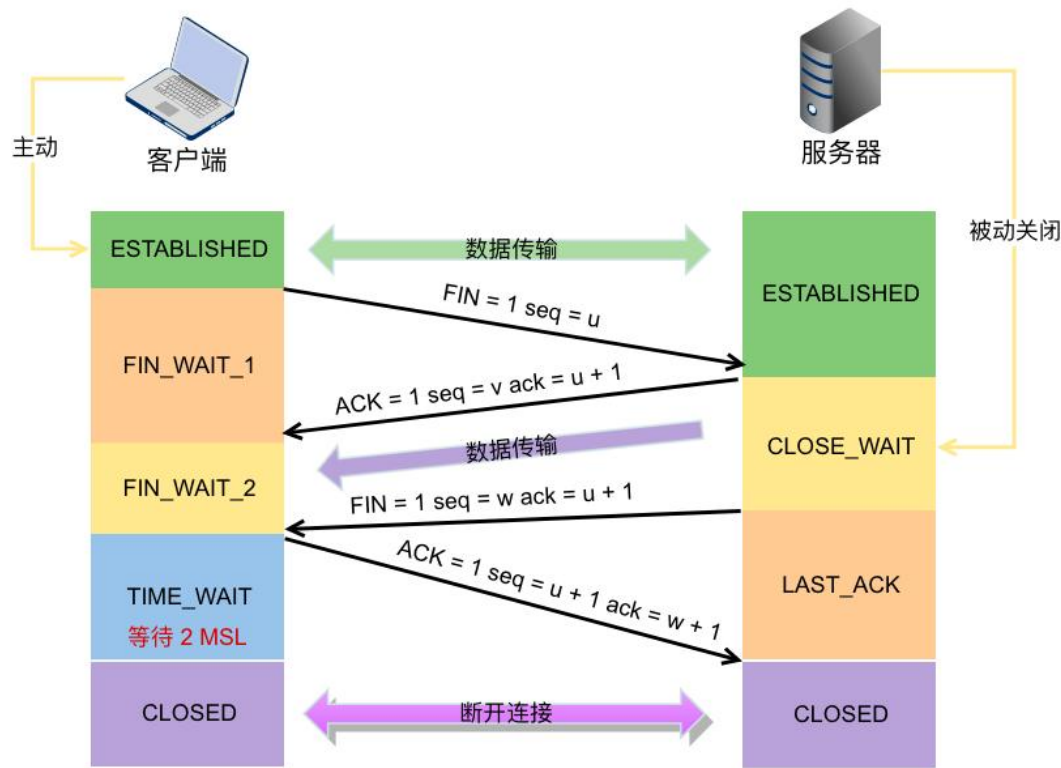 主动
客户端
服务器
被动关闭
ESTABLISHED
数据传输
ESTABLISHED
FIN = 1 seq = u
FIN_WAIT_1
ACK = 1 seq = v ack = u + 1
数据传输
CLOSE_WAIT
FIN_WAIT_2
FIN = 1 seq = w ack = u + 1
ACK = 1 seq = u + 1 ack = w + 1
TIME_WAIT
等待 2 MSL
LAST_ACK
CLOSED
断开连接
CLOSED